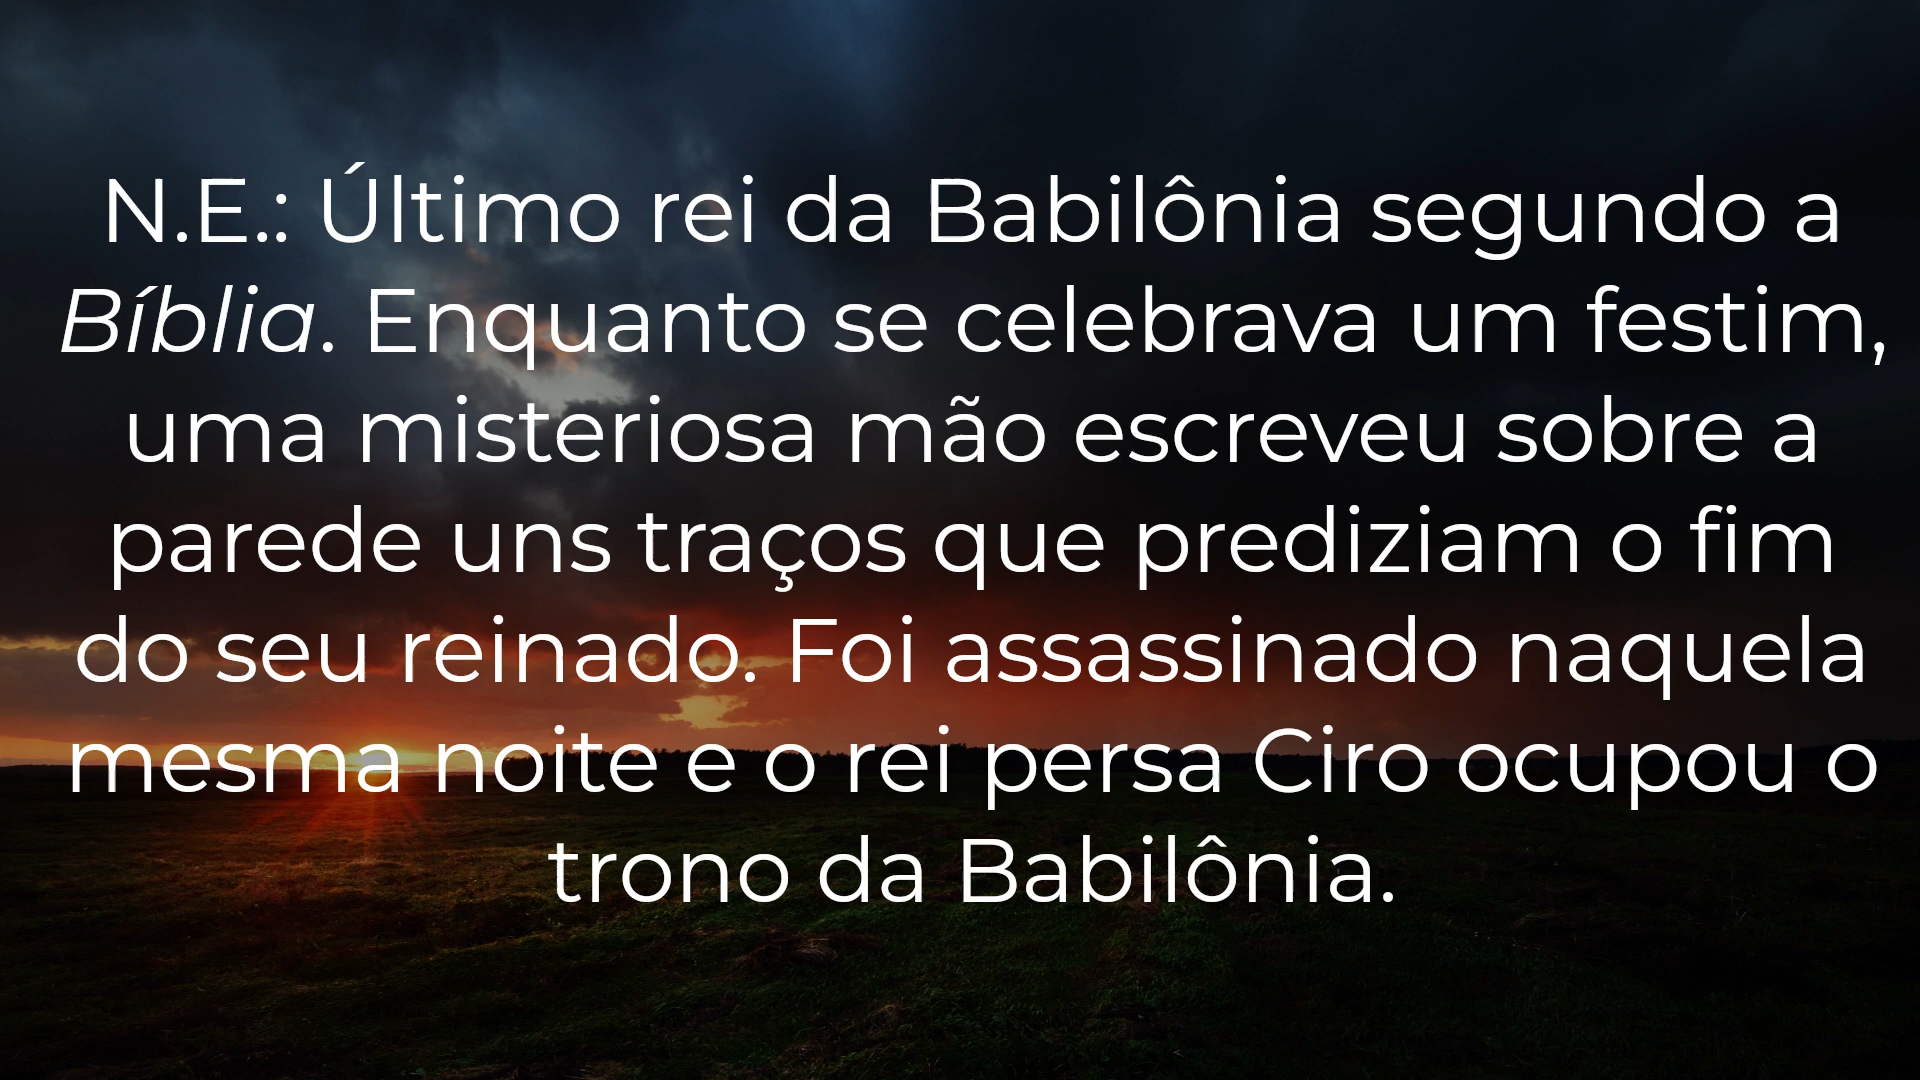 N.E.: Último rei da Babilônia segundo a
Bíblia. Enquanto se celebrava um festim,
uma misteriosa mão escreveu sobre a
parede uns traços que prediziam o fim
do seu reinado. Foi assassinado naquela
mesma noite e o rei persa Ciro ocupou o
trono da Babilônia.